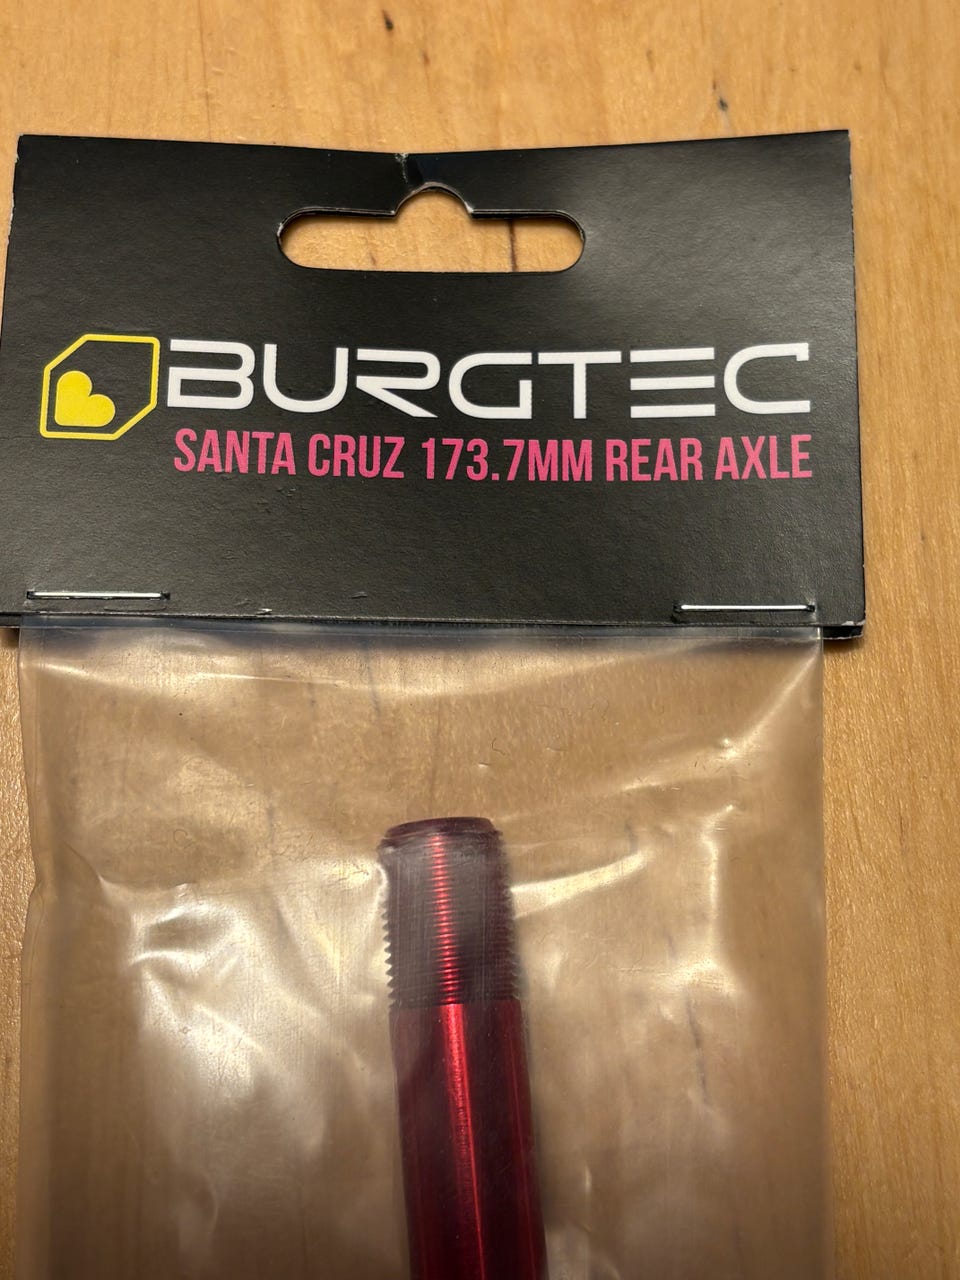 BURGTEC
SANTA CRUZ 173.7MM REAR AXLE